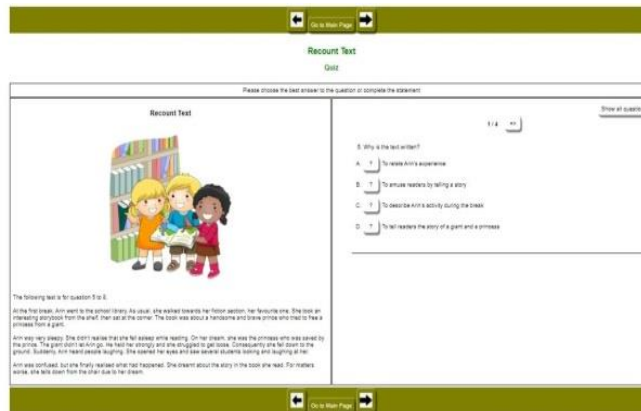 Go to Main Page
Recount Text
Quiz
Please choose the best answer to the question or complete the statement
Recount Text
The following text is for question 5 to 8.
At the first break, Arin went to the school library. As usual, she walked towards her fiction section, her favourite one. She took an
interesting storybook from the shelf, then sat at the corner. The book was about a handsome and brave prince who tried to free a
princess from a giant.
Arin was very sleepy. She didn't realise that she fell asleep while reading. On her dream, she was the princess who was saved by
the prince. The giant didn't let Arin go. He held her strongly and she struggled to get loose. Consequently she fell down to the
ground. Suddenly, Arin heard people laughing. She opened her eyes and saw several students looking and laughing at her.
Arin was confused, but she finally realised what had happened. She dreamt about the story in the book she read. For matters
worse, she falls down from the chair due to her dream.
Show all questio
1 / 4
=>
5. Why is the text written?
A. ? To relate Arin's experience
B. ? To amuse readers by telling a story
C. ? To describe Arin's activity during the break
D. ? To tell readers the story of a giant and a princess
Go to Main Page